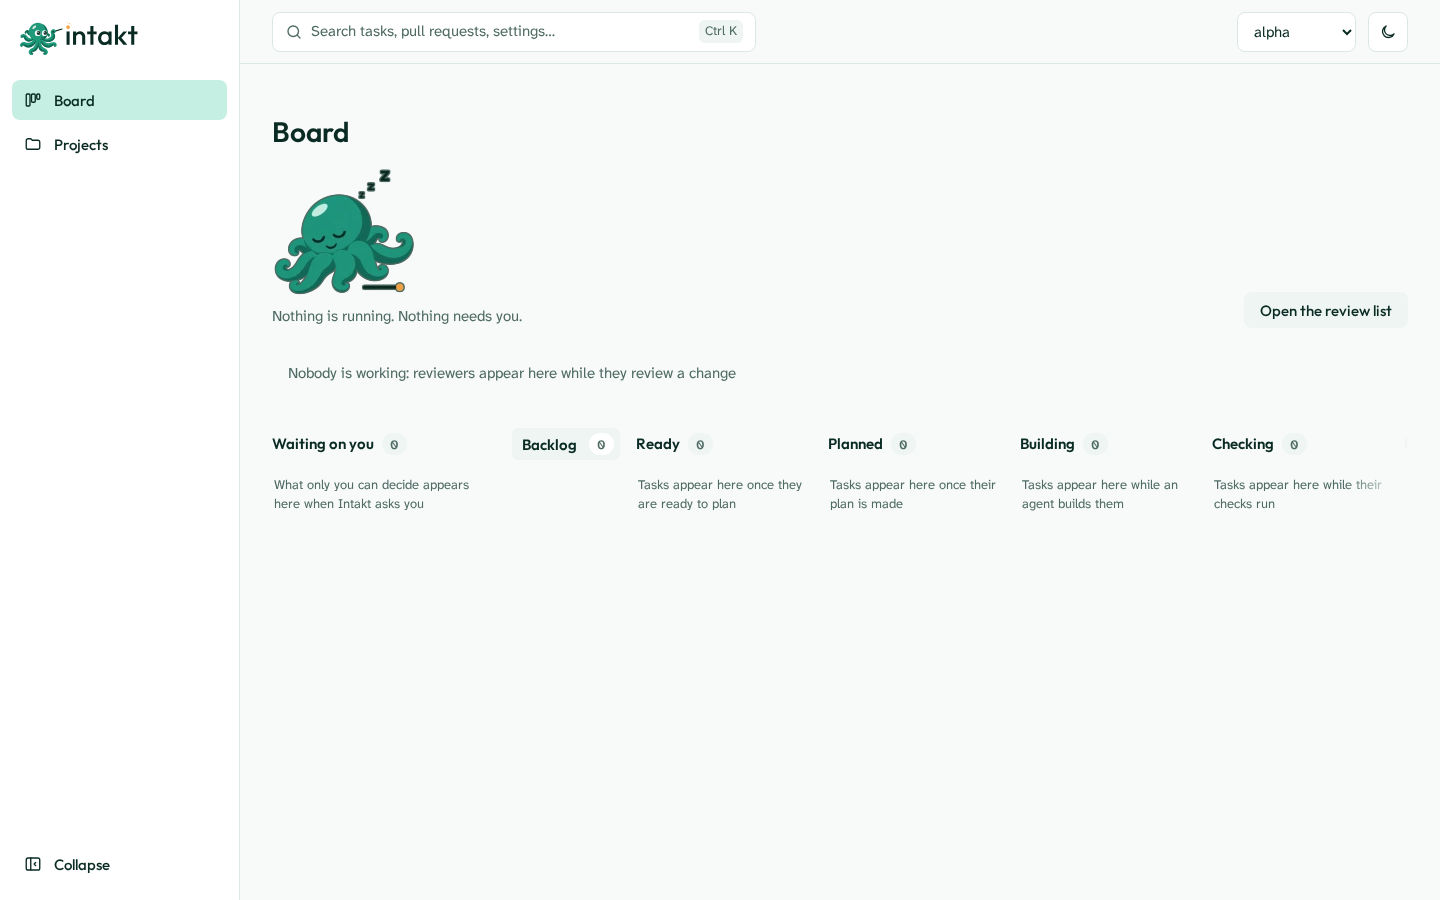 intakt
Search tasks, pull requests, settings...
Ctrl K
alpha
Board
Projects
Board
z z z
Nothing is running. Nothing needs you.
Open the review list
Nobody is working: reviewers appear here while they review a change
Waiting on you 0
Backlog 0
Ready 0
Planned 0
Building 0
Checking 0
What only you can decide appears
here when Intakt asks you
Tasks appear here once they
are ready to plan
Tasks appear here once their
plan is made
Tasks appear here while an
agent builds them
Tasks appear here while their
checks run
Collapse